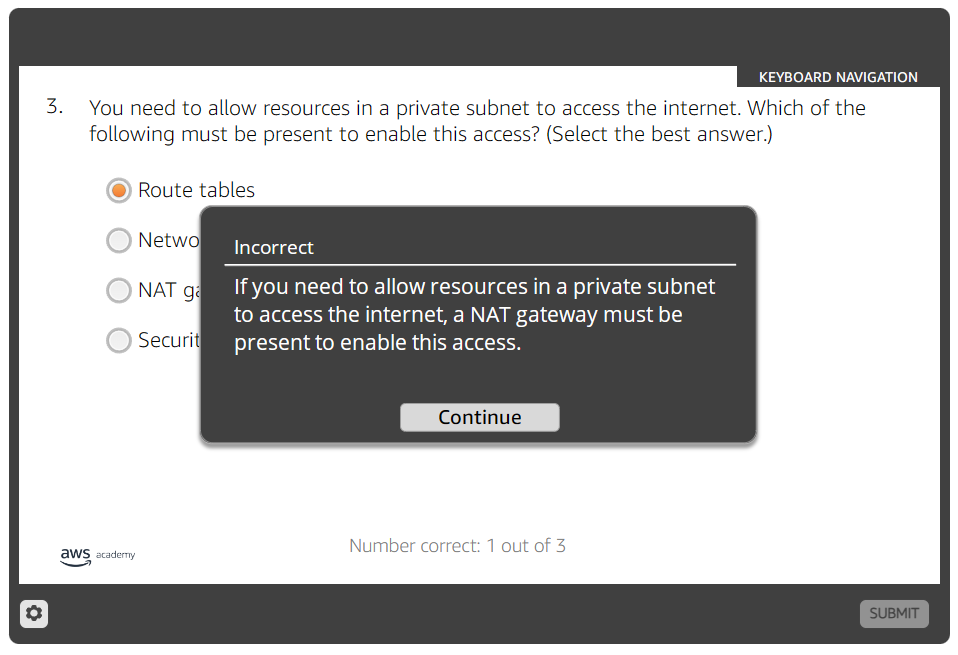 KEYBOARD NAVIGATION
3. You need to allow resources in a private subnet to access the internet. Which of the
following must be present to enable this access? (Select the best answer.)
Route tables
Netwo
NAT ga
Securit
Incorrect
If you need to allow resources in a private subnet
to access the internet, a NAT gateway must be
present to enable this access.
Continue
Number correct: 1 out of 3
aws academy
SUBMIT